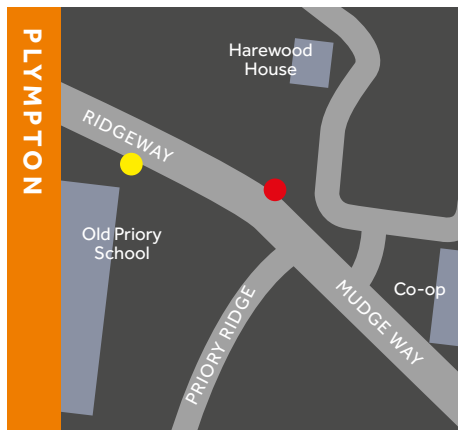 PLYMPTON
Harewood
House
RIDGEWAY
Old Priory
School
Co-op
MUDGE WAY
PRIORY RIDGE